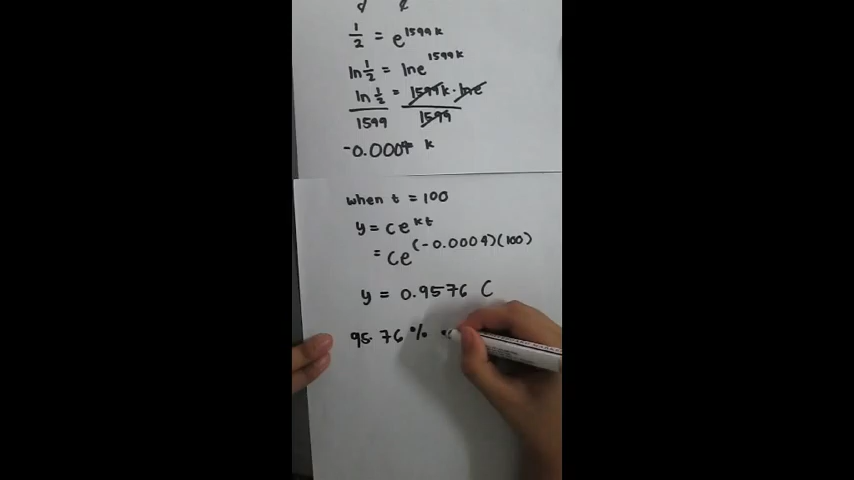 1/2 = e^1599k
ln 1/2 = ln e^1599k
ln 1/2 / 1599 = 1599k · ln e / 1599
-0.0004 k
when t = 100
y = ce^kt
= ce^(-0.0004)(100)
y = 0.9576 C
95.76 %